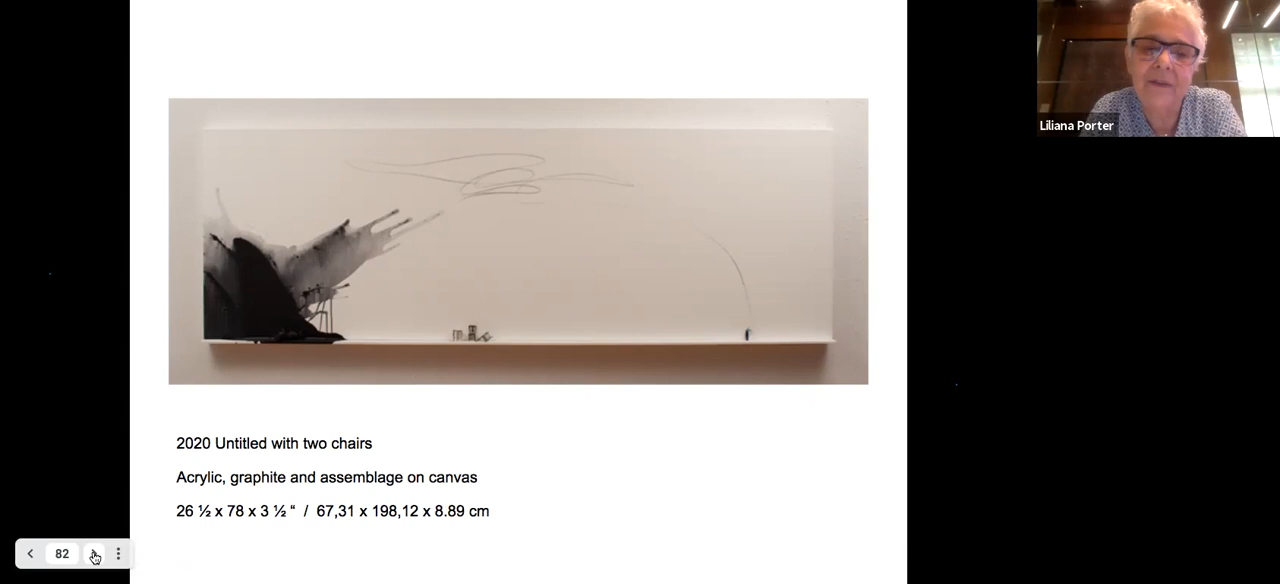 Liliana Porter
2020 Untitled with two chairs
Acrylic, graphite and assemblage on canvas
26 ½ x 78 x 3 ½ “ / 67,31 x 198,12 x 8.89 cm
82